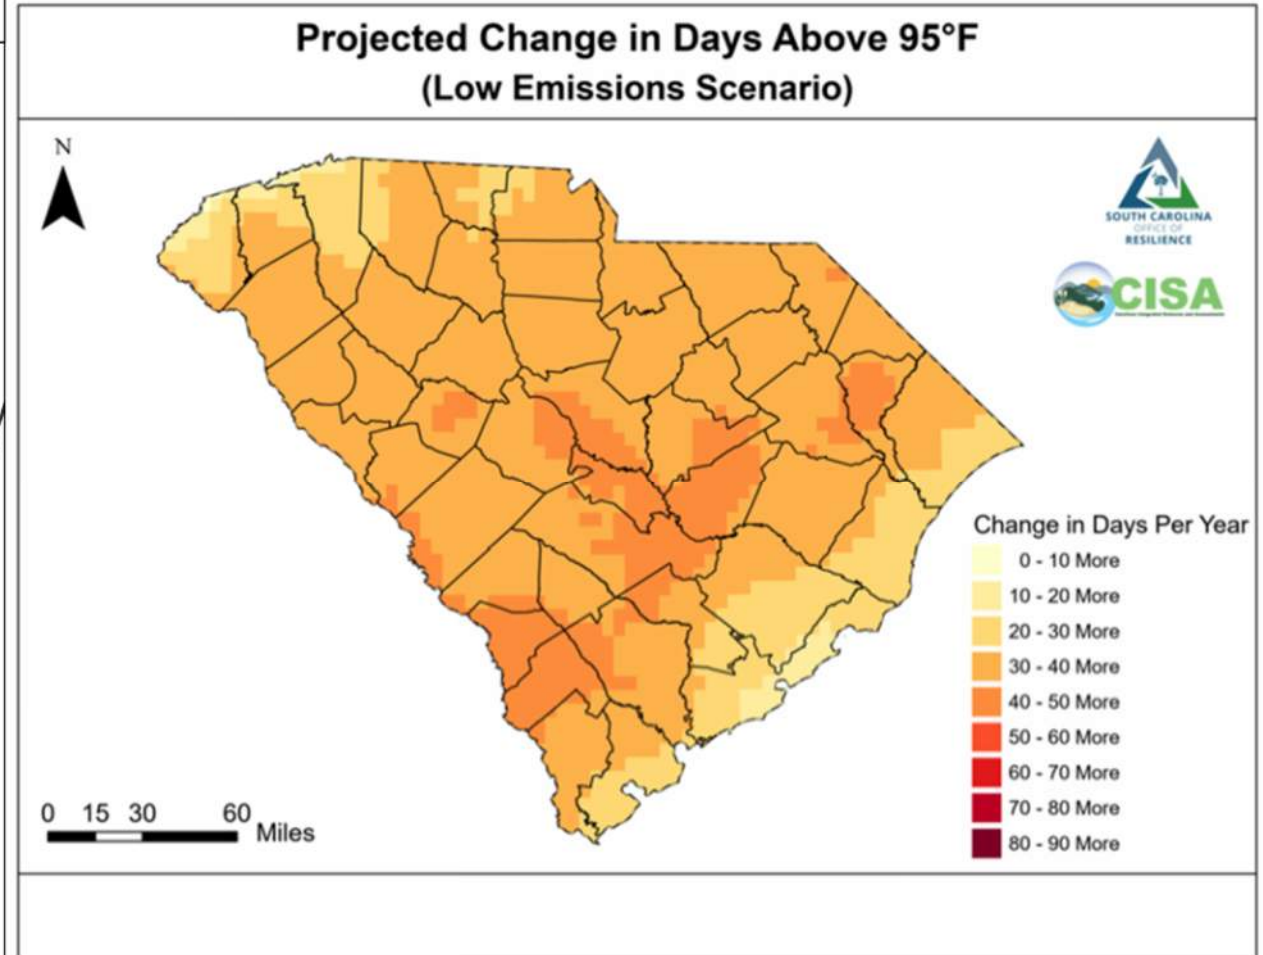 Projected Change in Days Above 95°F
(Low Emissions Scenario)
N
SOUTH CAROLINA
OFFICE OF
RESILIENCE
CISA
Change in Days Per Year
0 - 10 More
10 - 20 More
20 - 30 More
30 - 40 More
40 - 50 More
50 - 60 More
60 - 70 More
70 - 80 More
80 - 90 More
0 15 30 60
Miles